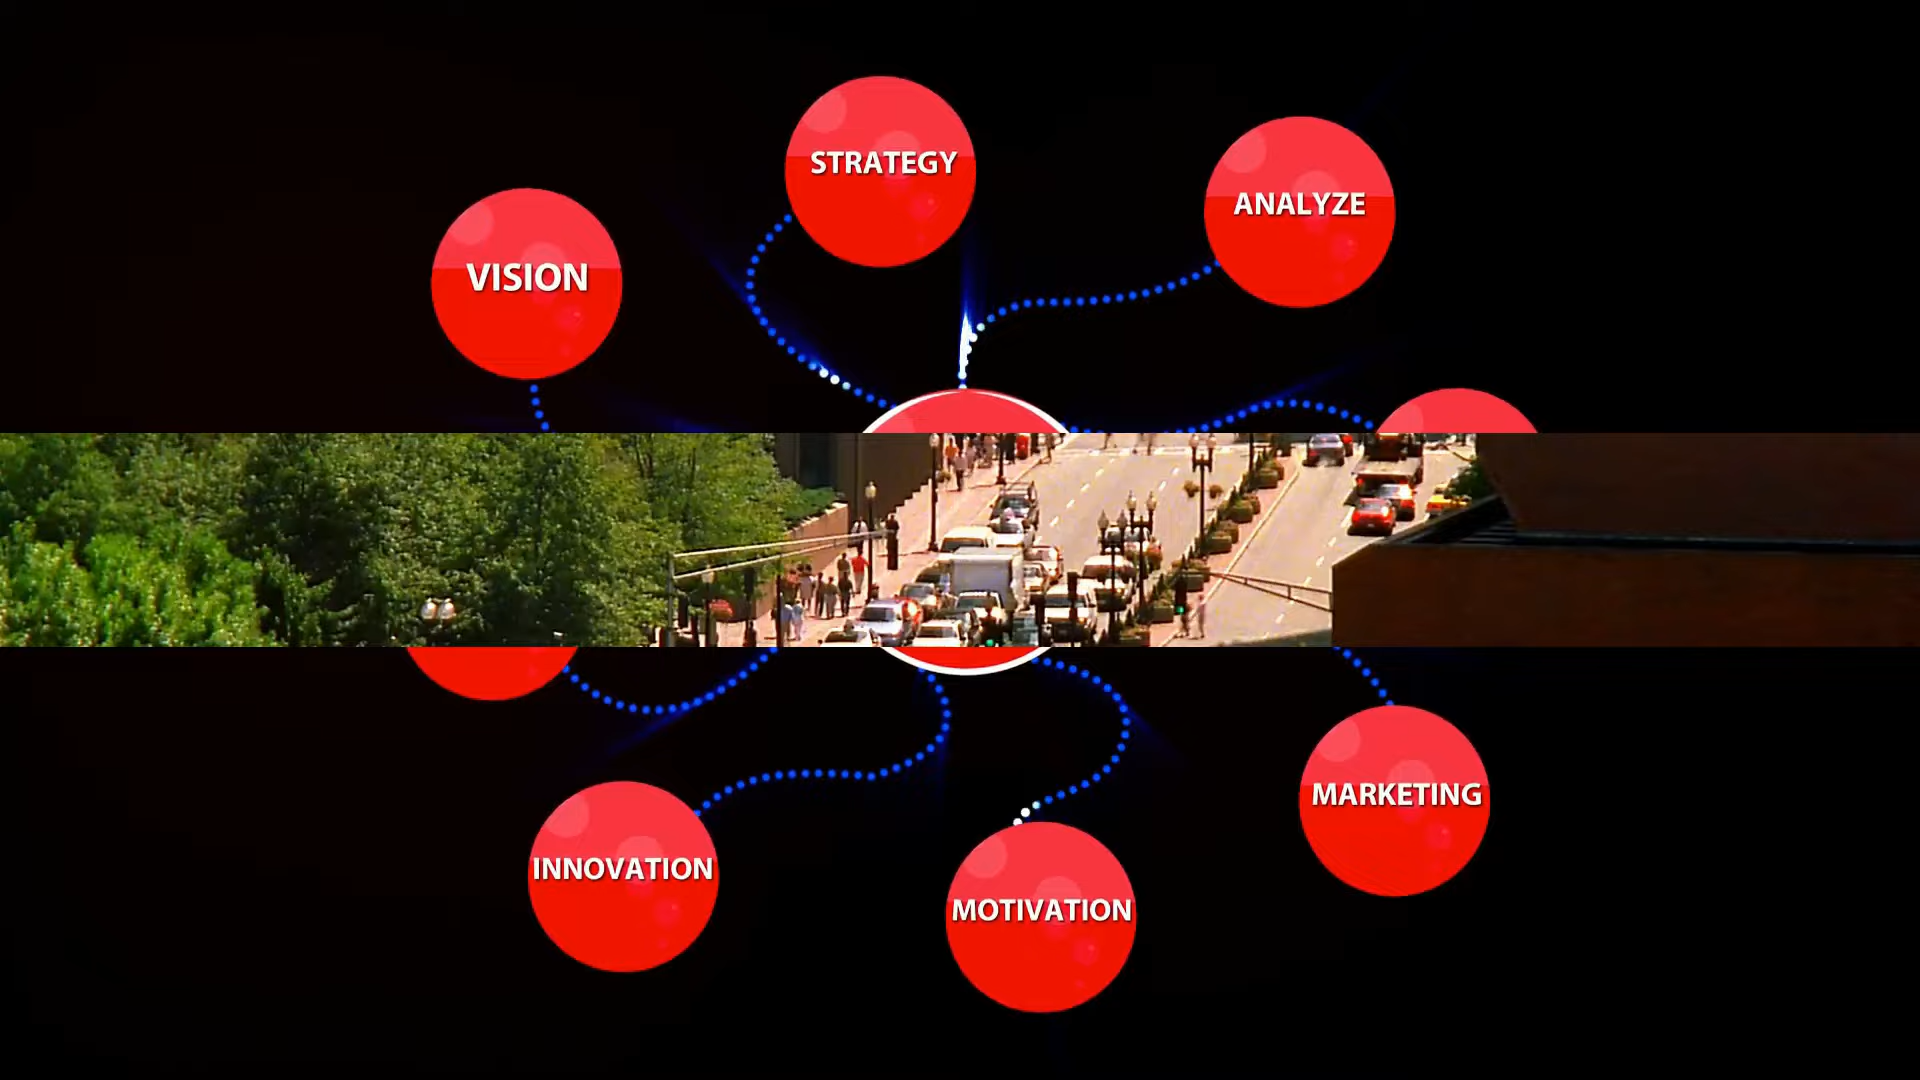 STRATEGY
ANALYZE
VISION
MARKETING
INNOVATION
MOTIVATION